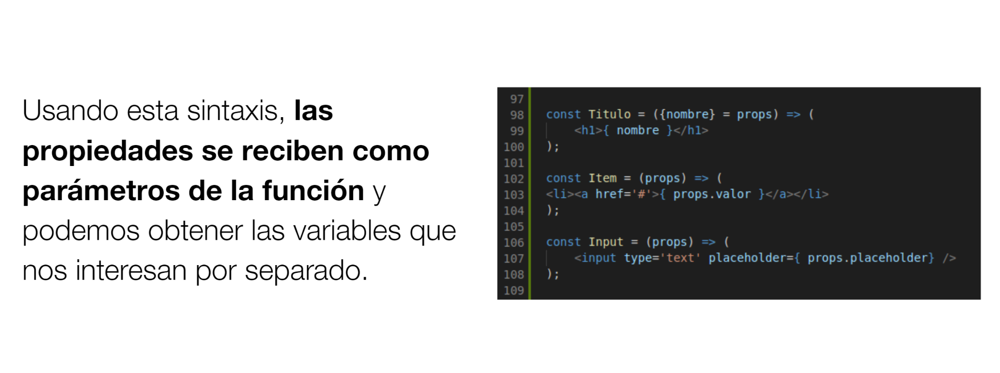 Usando esta sintaxis, las
propiedades se reciben como
parámetros de la función y
podemos obtener las variables que
nos interesan por separado.
97
98 const Titulo = ({nombre} = props) => (
99 <h1>{ nombre }</h1>
100 );
101
102 const Item = (props) => (
103 <li><a href='#'>{ props.valor }</a></li>
104 );
105
106 const Input = (props) => (
107 <input type='text' placeholder={ props.placeholder} />
108 );
109